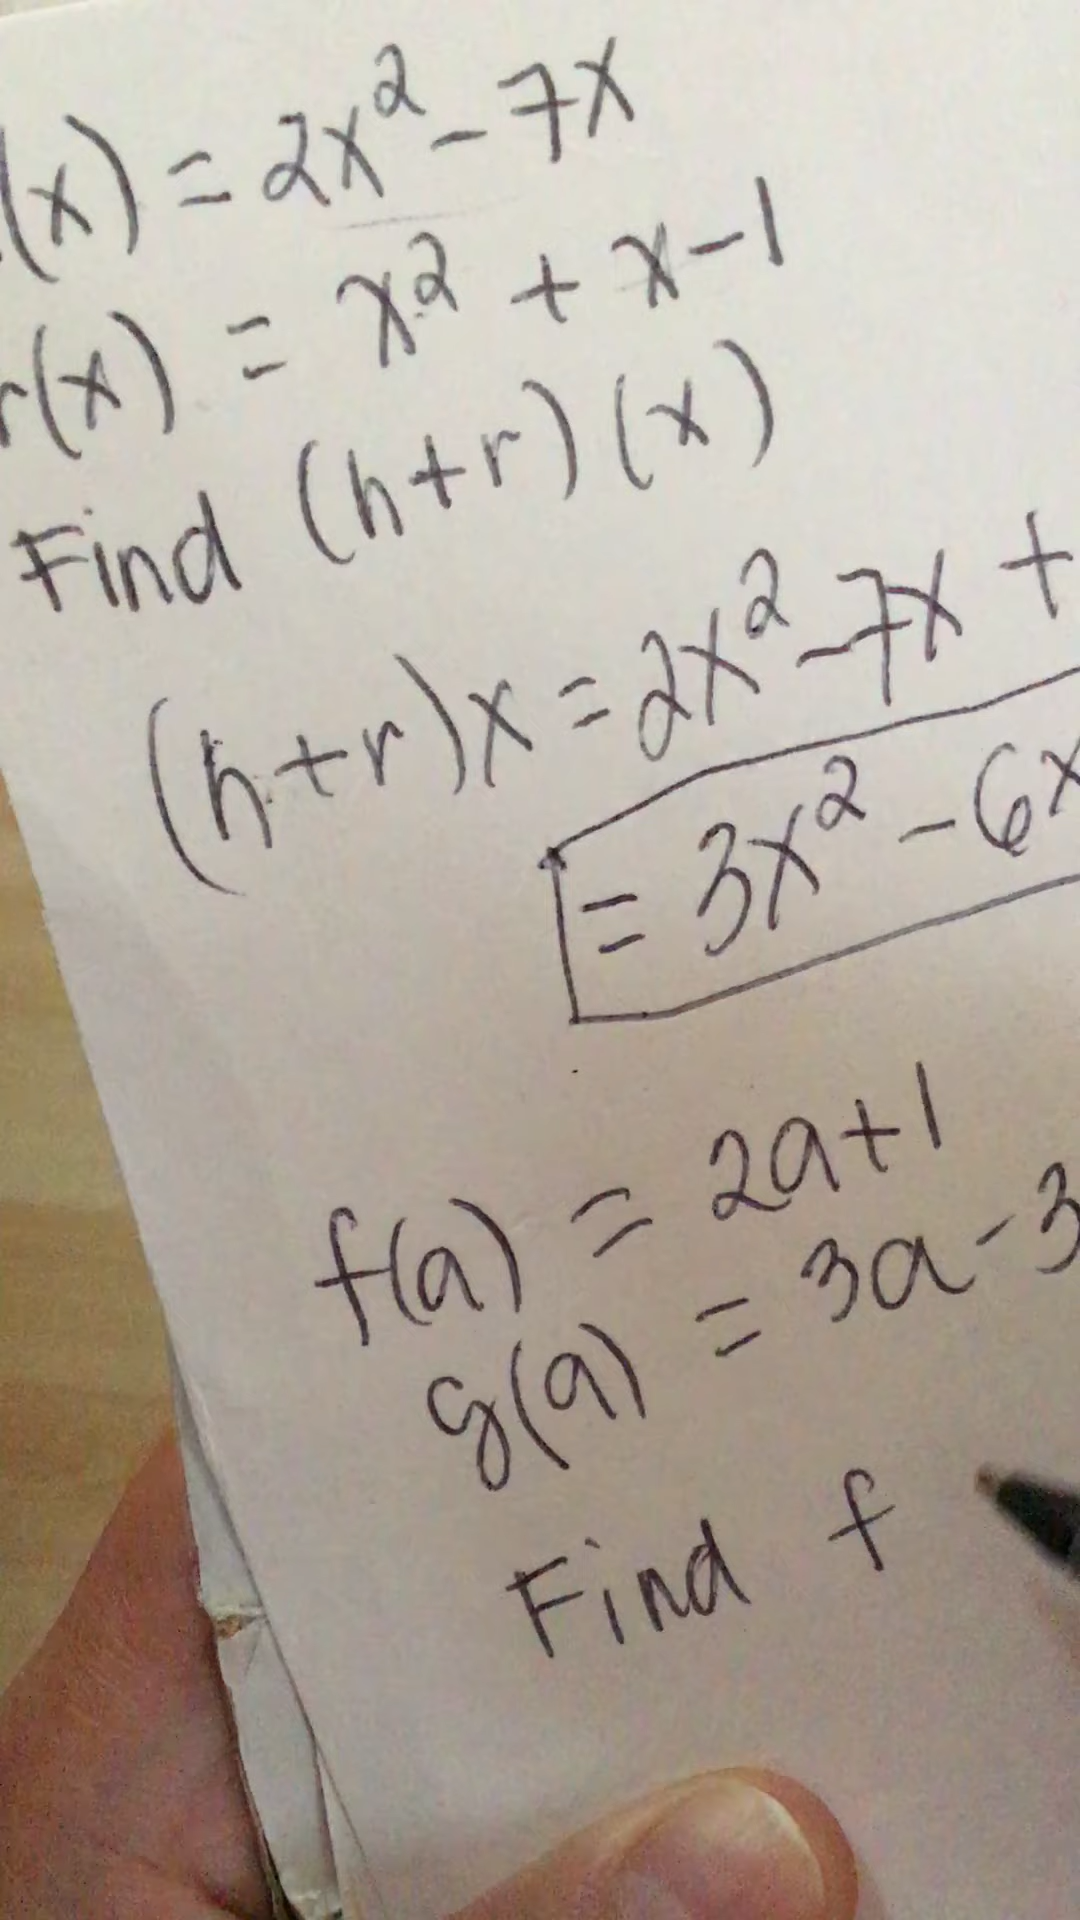 (x) = 2x² - 7x
r(x) = x² + x - 1
Find (h+r)(x)
(h+r)x = 2x² - 7x +
= 3x² - 6x
f(a) = 2a+1
g(a) = 3a - 3
Find f